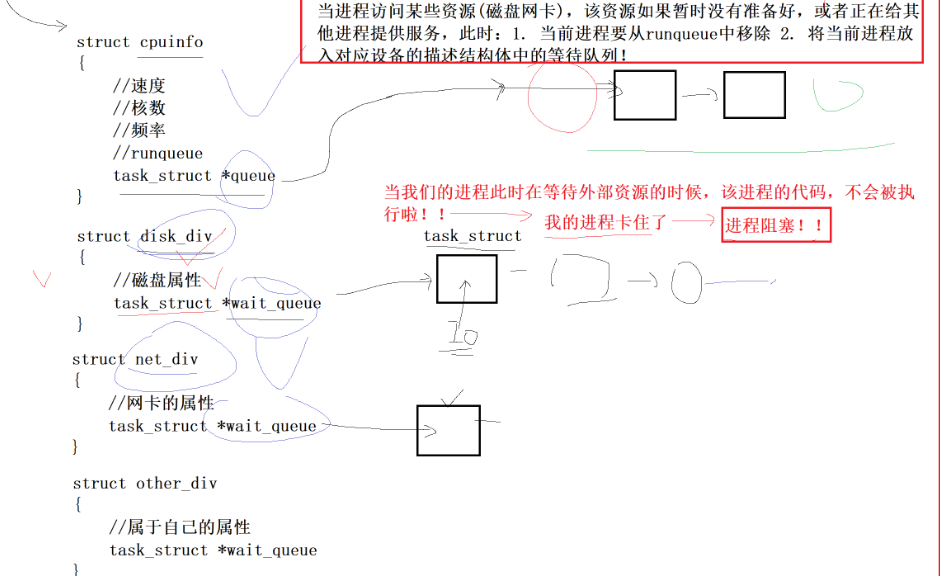 当进程访问某些资源(磁盘网卡)，该资源如果暂时没有准备好，或者正在给其
他进程提供服务，此时：1. 当前进程要从runqueue中移除 2. 将当前进程放
入对应设备的描述结构体中的等待队列！
struct cpuinfo
{
//速度
//核数
//频率
//runqueue
task_struct *queue
}
当我们的进程此时在等待外部资源的时候，该进程的代码，不会被执
行啦！！
我的进程卡住了
进程阻塞！！
struct disk_div
{
//磁盘属性
task_struct *wait_queue
}
task_struct
IO
struct net_div
{
//网卡的属性
task_struct *wait_queue
}
struct other_div
{
//属于自己的属性
task_struct *wait_queue
}